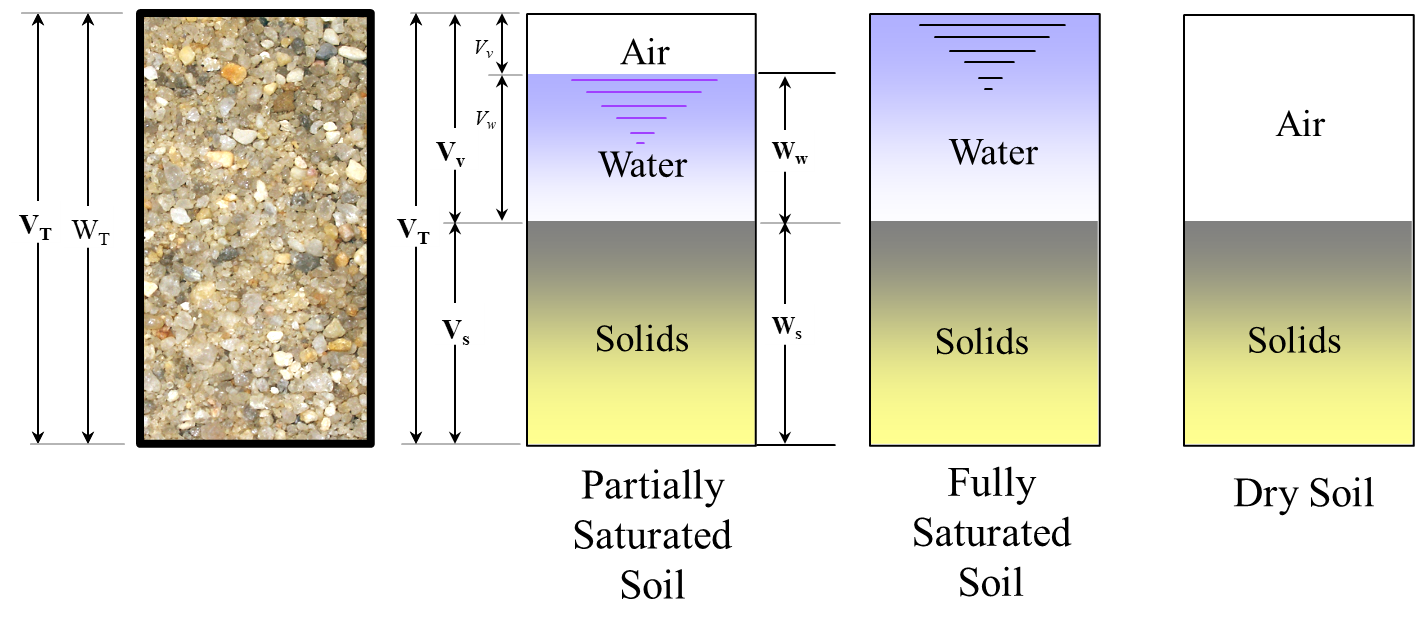 V_T
W_T
V_v
V_w
V_v
V_T
V_s
Air
Water
Solids
W_w
W_s
Partially
Saturated
Soil
Water
Solids
Fully
Saturated
Soil
Air
Solids
Dry Soil